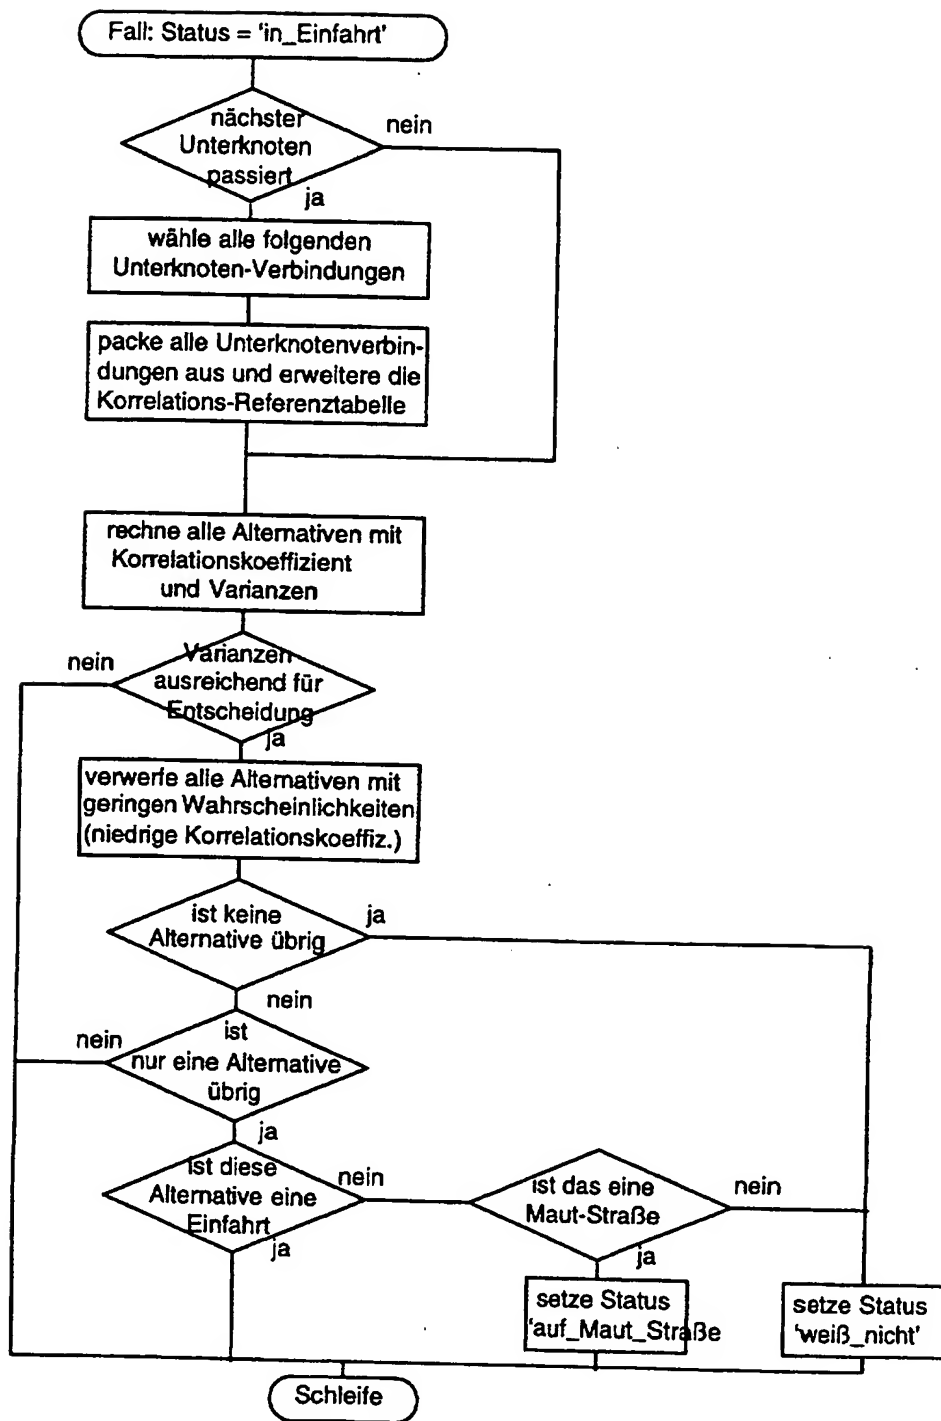 Fall: Status = 'in_Einfahrt'
nächster
Unterknoten
passiert
nein
ja
wähle alle folgenden
Unterknoten-Verbindungen
packe alle Unterknotenverbin-
dungen aus und erweitere die
Korrelations-Referenztabelle
rechne alle Alternativen mit
Korrelationskoeffizient
und Varianzen
nein
Varianzen
ausreichend für
Entscheidung
ja
verwerfe alle Alternativen mit
geringen Wahrscheinlichkeiten
(niedrige Korrelationskoeffiz.)
ist keine
Alternative übrig
ja
nein
nein
ist
nur eine Alternative
übrig
ja
ist diese
Alternative eine
Einfahrt
nein
ja
ist das eine
Maut-Straße
nein
ja
setze Status
'auf_Maut_Straße
setze Status
'weiß_nicht'
Schleife